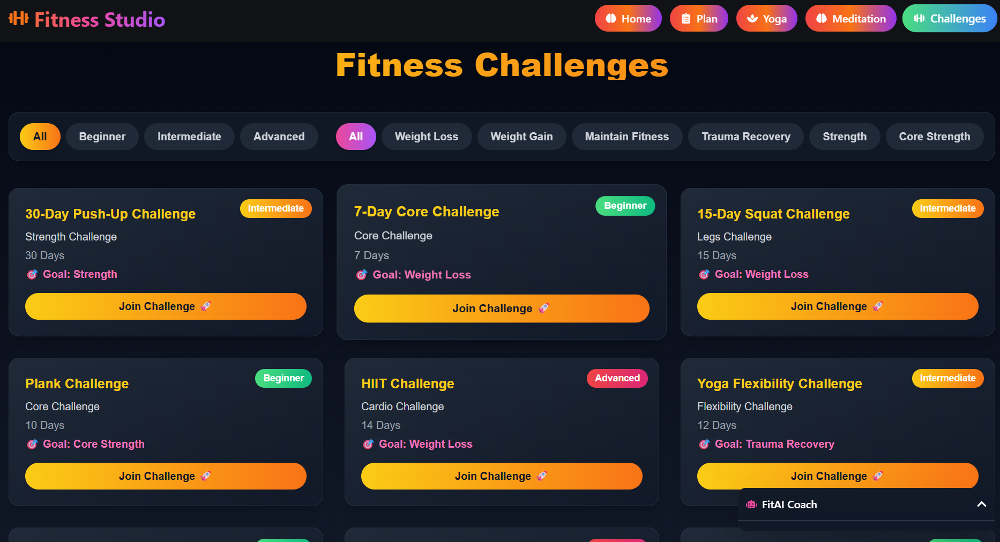 Fitness Studio
Home
Plan
Yoga
Meditation
Challenges
Fitness Challenges
All
Beginner
Intermediate
Advanced
All
Weight Loss
Weight Gain
Maintain Fitness
Trauma Recovery
Strength
Core Strength
30-Day Push-Up Challenge
Intermediate
Strength Challenge
30 Days
🎯 Goal: Strength
Join Challenge 🚀
7-Day Core Challenge
Beginner
Core Challenge
7 Days
🎯 Goal: Weight Loss
Join Challenge 🚀
15-Day Squat Challenge
Intermediate
Legs Challenge
15 Days
🎯 Goal: Weight Loss
Join Challenge 🚀
Plank Challenge
Beginner
Core Challenge
10 Days
🎯 Goal: Core Strength
Join Challenge 🚀
HIIT Challenge
Advanced
Cardio Challenge
14 Days
🎯 Goal: Weight Loss
Join Challenge 🚀
Yoga Flexibility Challenge
Intermediate
Flexibility Challenge
12 Days
🎯 Goal: Trauma Recovery
Join Challenge 🚀
FitAI Coach